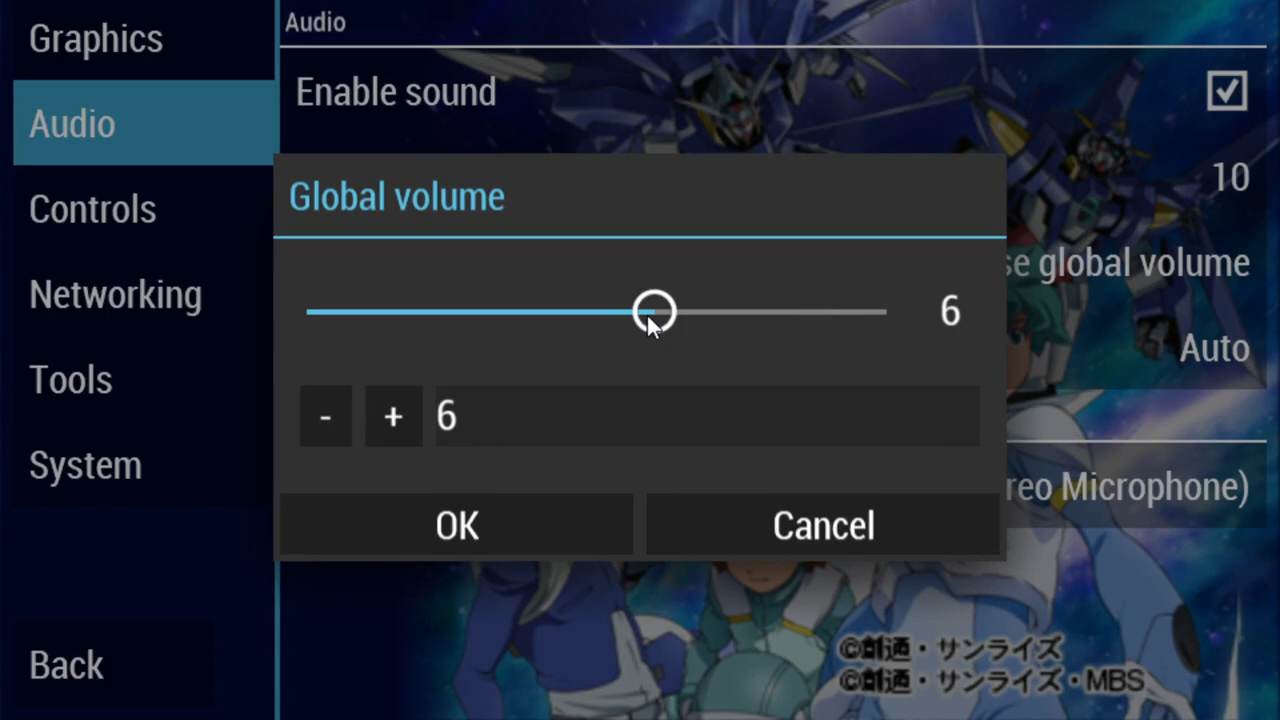 Graphics
Audio
Controls
Networking
Tools
System
Back
Audio
Enable sound
10
se global volume
Auto
reo Microphone)
Global volume
6
- + 6
OK Cancel
©創通・サンライズ
©創通・サンライズ・MBS